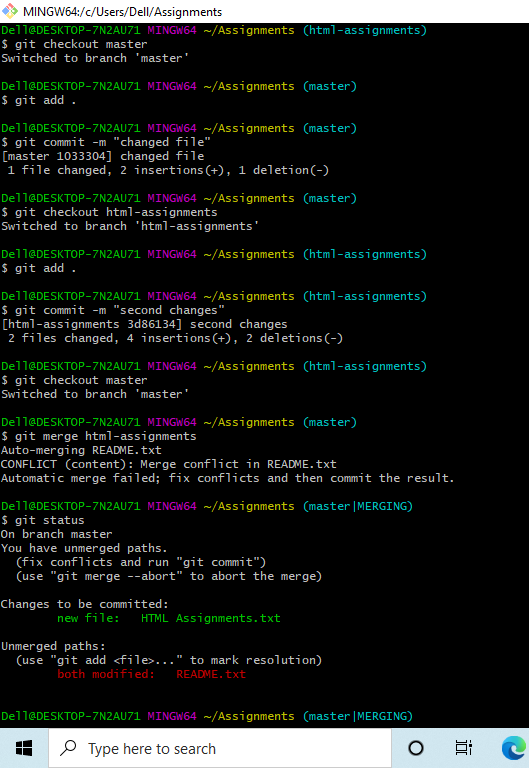 MINGW64:/c/Users/Dell/Assignments
Dell@DESKTOP-7N2AU71 MINGW64 ~/Assignments (html-assignments)
$ git checkout master
Switched to branch 'master'
Dell@DESKTOP-7N2AU71 MINGW64 ~/Assignments (master)
$ git add .
Dell@DESKTOP-7N2AU71 MINGW64 ~/Assignments (master)
$ git commit -m "changed file"
[master 1033304] changed file
 1 file changed, 2 insertions(+), 1 deletion(-)
Dell@DESKTOP-7N2AU71 MINGW64 ~/Assignments (master)
$ git checkout html-assignments
Switched to branch 'html-assignments'
Dell@DESKTOP-7N2AU71 MINGW64 ~/Assignments (html-assignments)
$ git add .
Dell@DESKTOP-7N2AU71 MINGW64 ~/Assignments (html-assignments)
$ git commit -m "second changes"
[html-assignments 3d86134] second changes
 2 files changed, 4 insertions(+), 2 deletions(-)
Dell@DESKTOP-7N2AU71 MINGW64 ~/Assignments (html-assignments)
$ git checkout master
Switched to branch 'master'
Dell@DESKTOP-7N2AU71 MINGW64 ~/Assignments (master)
$ git merge html-assignments
Auto-merging README.txt
CONFLICT (content): Merge conflict in README.txt
Automatic merge failed; fix conflicts and then commit the result.
Dell@DESKTOP-7N2AU71 MINGW64 ~/Assignments (master|MERGING)
$ git status
On branch master
You have unmerged paths.
  (fix conflicts and run "git commit")
  (use "git merge --abort" to abort the merge)
Changes to be committed:
        new file:   HTML Assignments.txt
Unmerged paths:
  (use "git add <file>..." to mark resolution)
        both modified:   README.txt
Dell@DESKTOP-7N2AU71 MINGW64 ~/Assignments (master|MERGING)
Type here to search